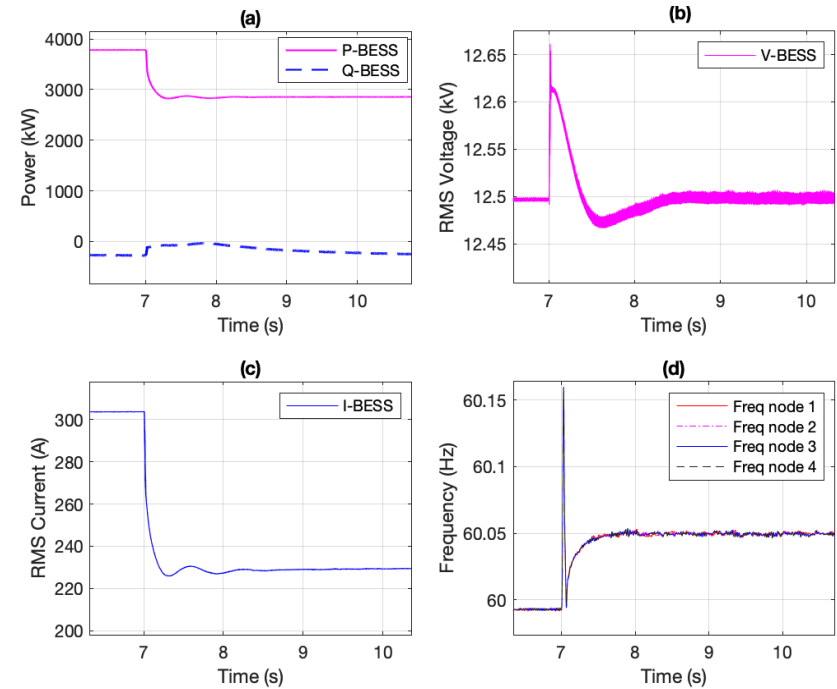 (a)
4000
3000
2000
1000
0
Power (kW)
P-BESS
Q-BESS
7
8
9
10
Time (s)
(b)
12.65
12.6
12.55
12.5
12.45
RMS Voltage (kV)
V-BESS
7
8
9
10
Time (s)
(c)
300
280
260
240
220
200
RMS Current (A)
I-BESS
7
8
9
10
Time (s)
(d)
60.15
60.1
60.05
60
Frequency (Hz)
Freq node 1
Freq node 2
Freq node 3
Freq node 4
7
8
9
10
Time (s)